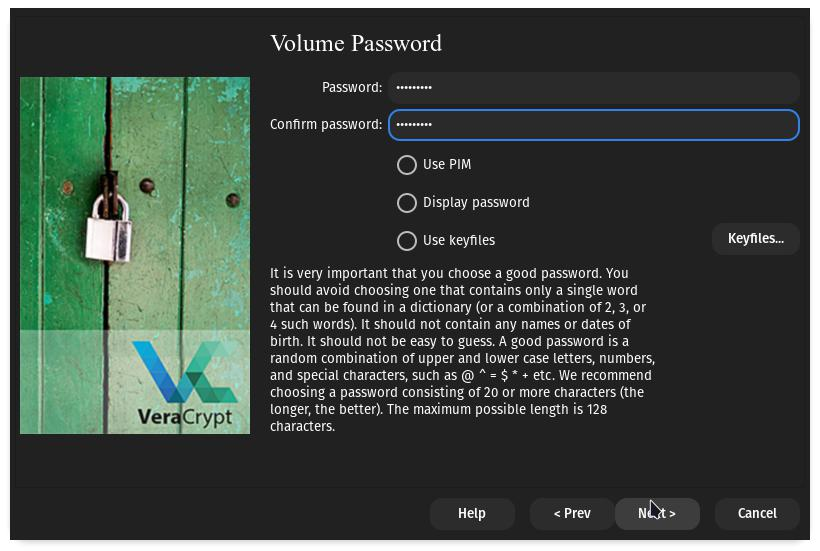 Volume Password
Password: •••••••••
Confirm password: •••••••••
Use PIM
Display password
Use keyfiles
Keyfiles...
It is very important that you choose a good password. You
should avoid choosing one that contains only a single word
that can be found in a dictionary (or a combination of 2, 3, or
4 such words). It should not contain any names or dates of
birth. It should not be easy to guess. A good password is a
random combination of upper and lower case letters, numbers,
and special characters, such as @ ^ = $ * + etc. We recommend
choosing a password consisting of 20 or more characters (the
longer, the better). The maximum possible length is 128
characters.
VeraCrypt
Help
< Prev
Next >
Cancel